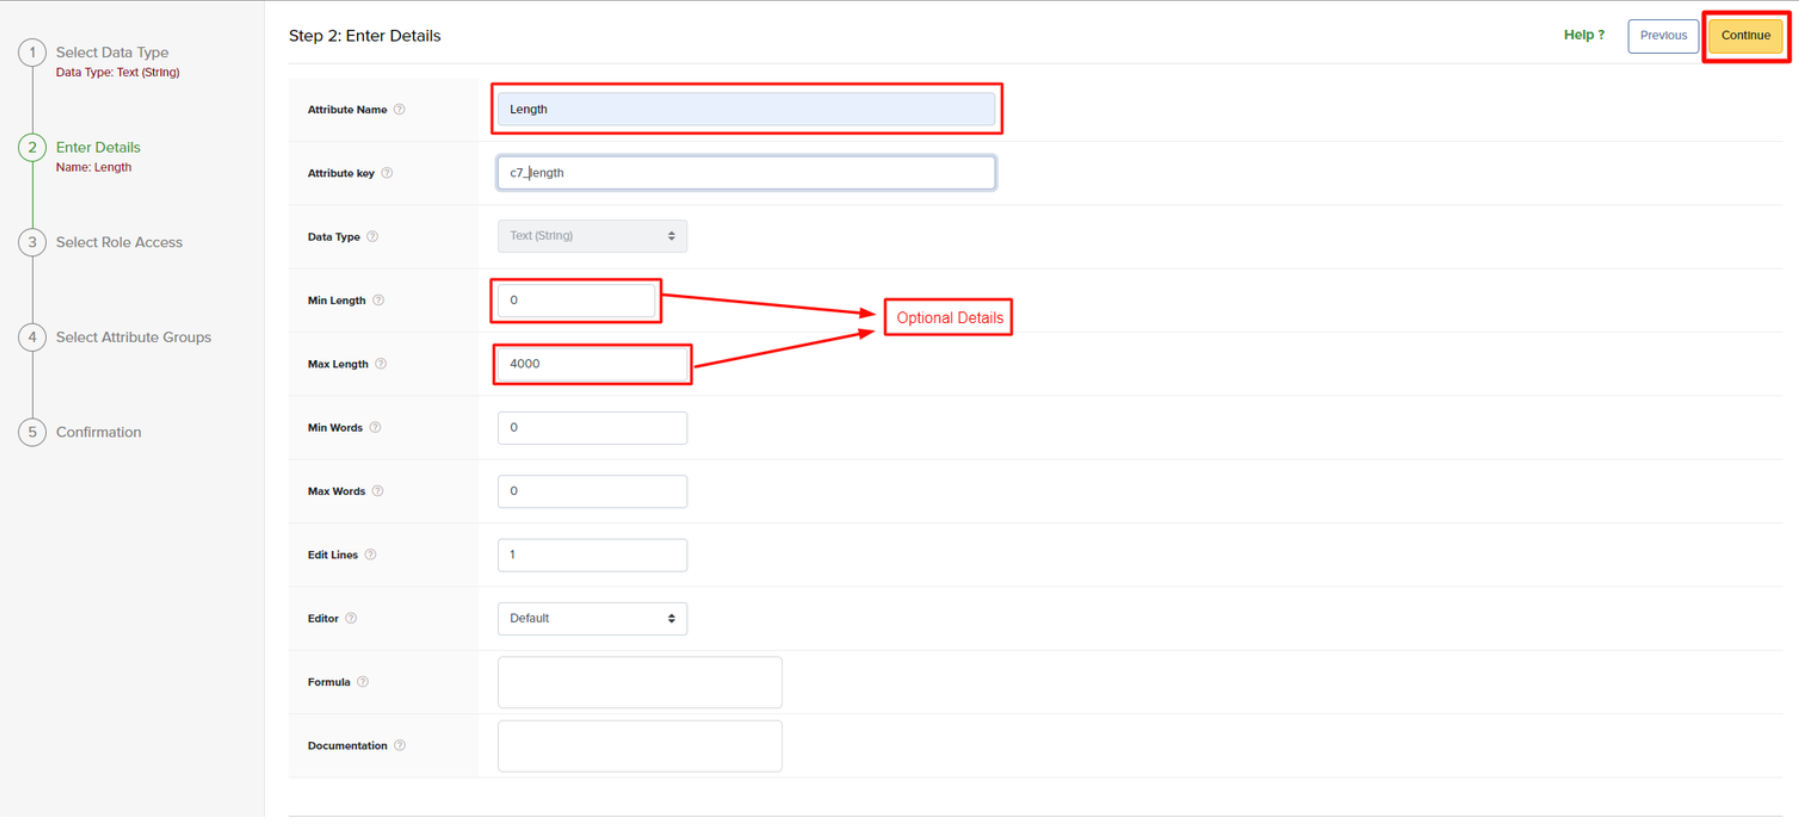 1 Select Data Type
Data Type: Text (String)
2 Enter Details
Name: Length
3 Select Role Access
4 Select Attribute Groups
5 Confirmation
Step 2: Enter Details
Help ? Previous Continue
Attribute Name ? Length
Attribute key ? c7_length
Data Type ? Text (String)
Min Length ? 0
Optional Details
Max Length ? 4000
Min Words ? 0
Max Words ? 0
Edit Lines ? 1
Editor ? Default
Formula ?
Documentation ?